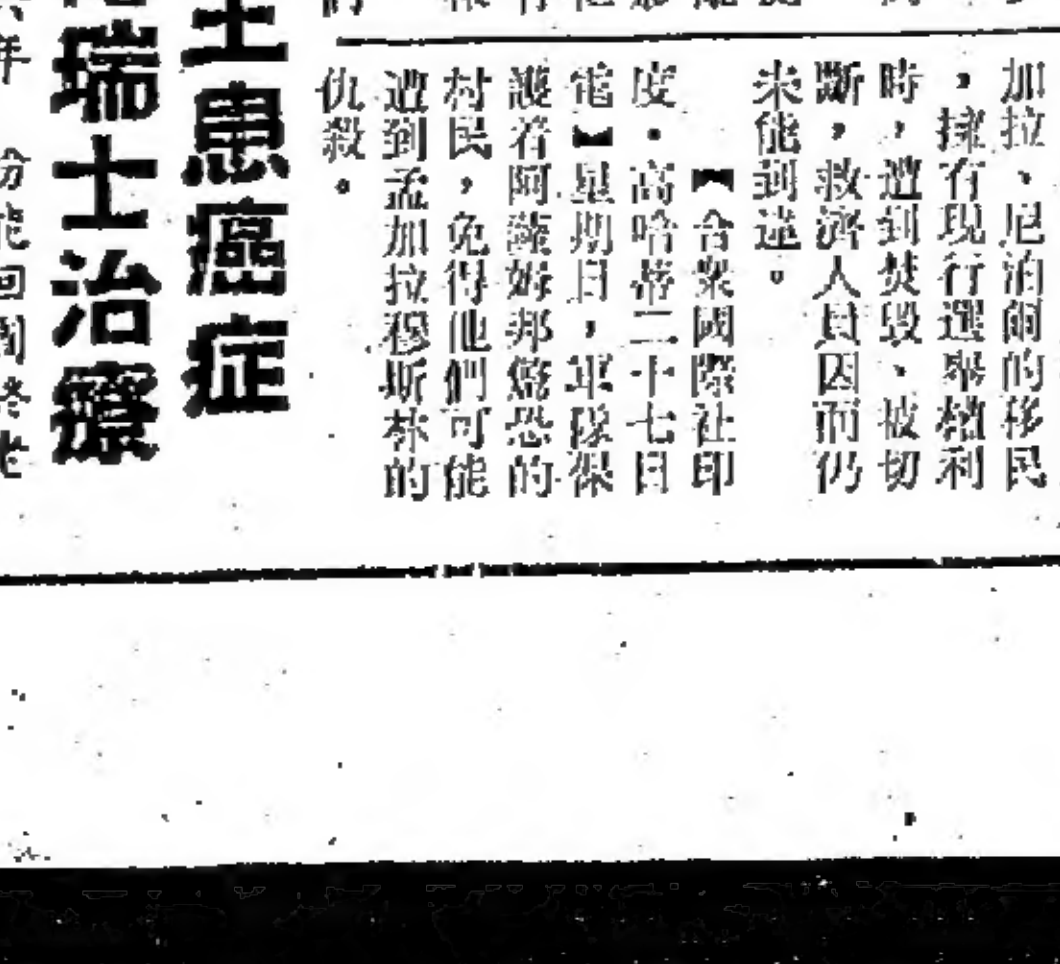 加拉、尼泊爾的移民
，擁有現行選舉權利
時，遭到焚毀、被切
斷，救濟人員因而仍
未能到達。
【合衆國際社印
度·高哈蒂二十七日
電】星期日，軍隊保
護着阿薩姆邦驚恐的
村民，免得他們可能
遭到孟加拉穆斯林的
仇殺。
患癌症
瑞士治療